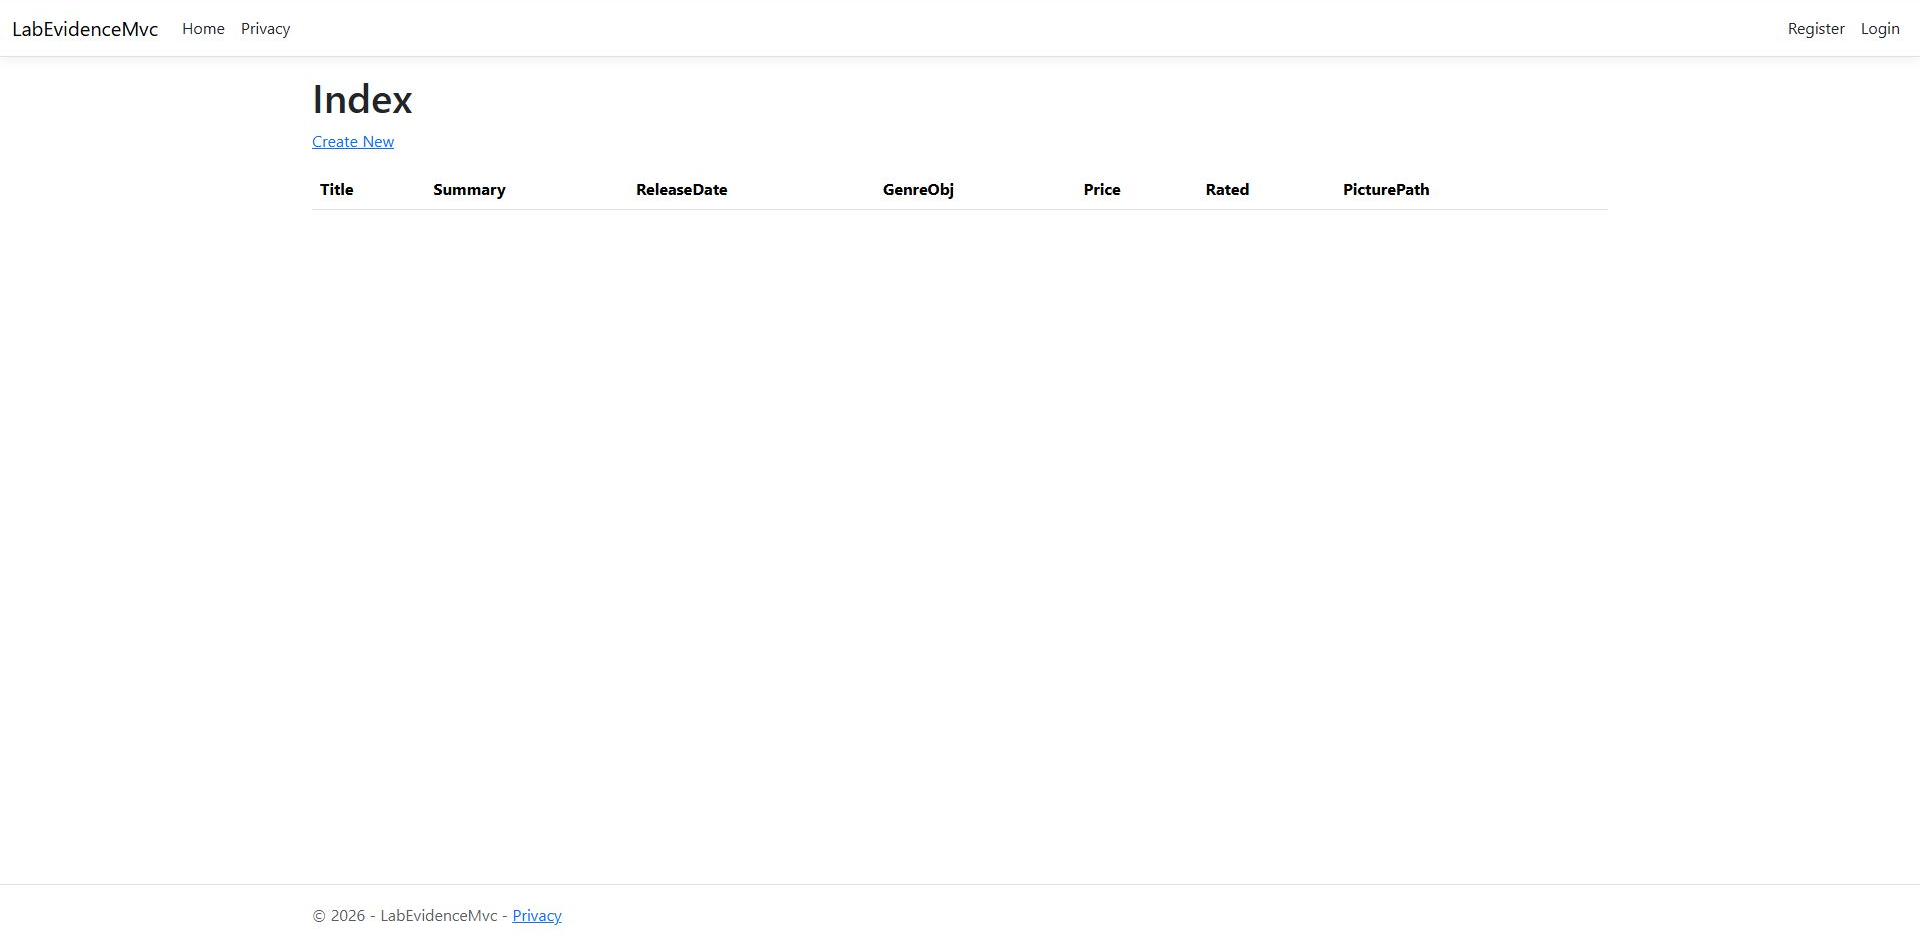 LabEvidenceMvc Home Privacy Register Login
Index
Create New
Title Summary ReleaseDate GenreObj Price Rated PicturePath
© 2026 - LabEvidenceMvc - Privacy